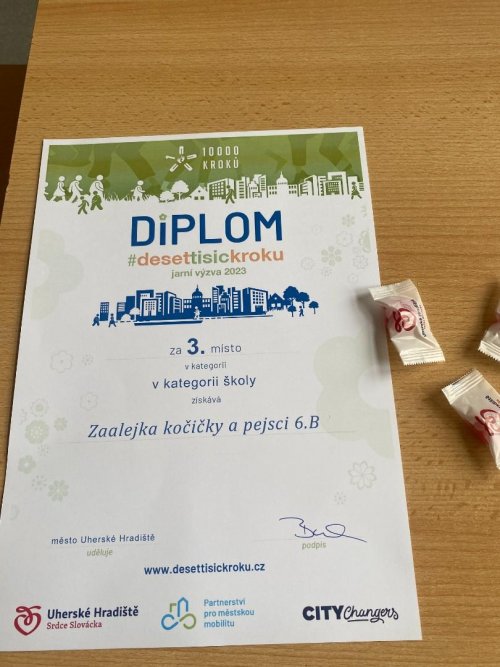 10000
KROKŮ
DiPLOM
#desettisickroku
jarní výzva 2023
za 3. místo
v kategorii
v kategorii školy
získává
Zaalejka kočičky a pejsci 6.B
město Uherské Hradiště
uděluje
podpis
www.desettisickroku.cz
Uherské Hradiště
Srdce Slovácka
Partnerství
pro městskou
mobilitu
CITYChangers